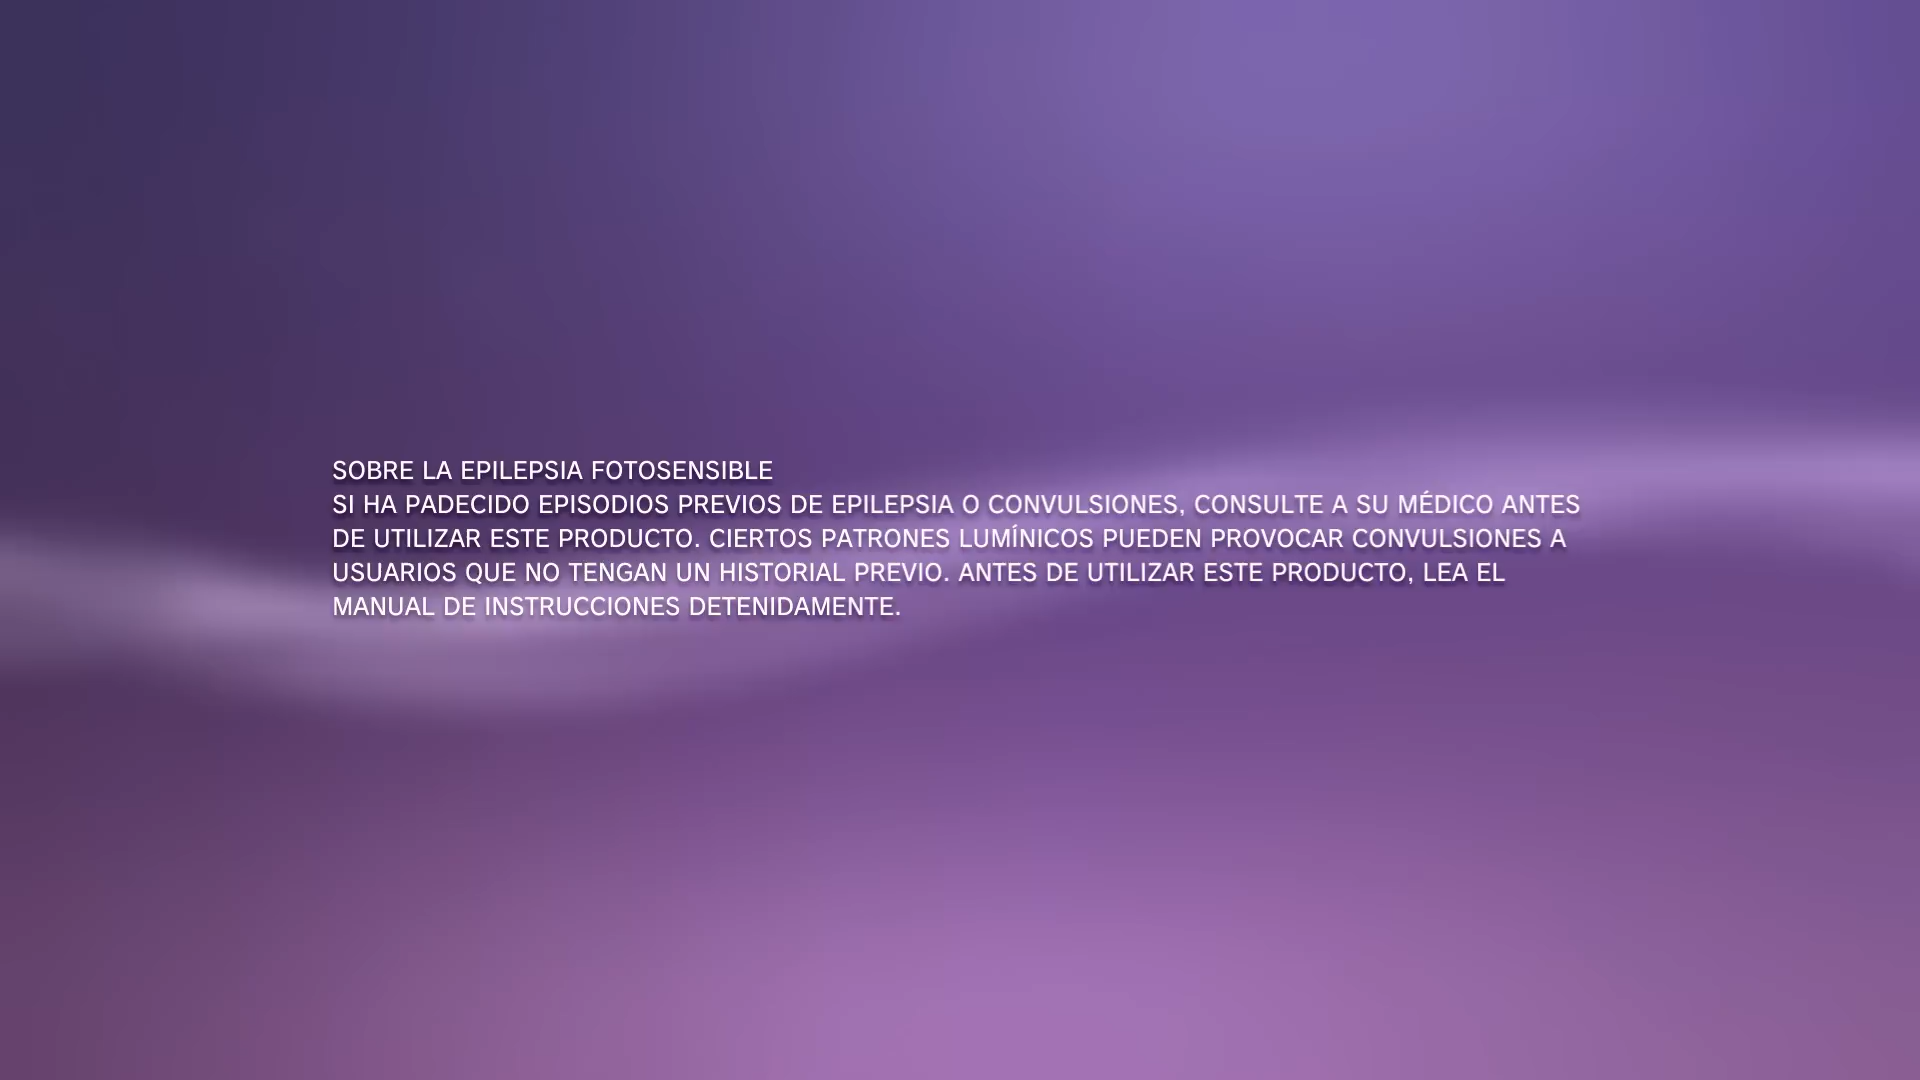 SOBRE LA EPILEPSIA FOTOSENSIBLE
SI HA PADECIDO EPISODIOS PREVIOS DE EPILEPSIA O CONVULSIONES, CONSULTE A SU MÉDICO ANTES
DE UTILIZAR ESTE PRODUCTO. CIERTOS PATRONES LUMÍNICOS PUEDEN PROVOCAR CONVULSIONES A
USUARIOS QUE NO TENGAN UN HISTORIAL PREVIO. ANTES DE UTILIZAR ESTE PRODUCTO, LEA EL
MANUAL DE INSTRUCCIONES DETENIDAMENTE.